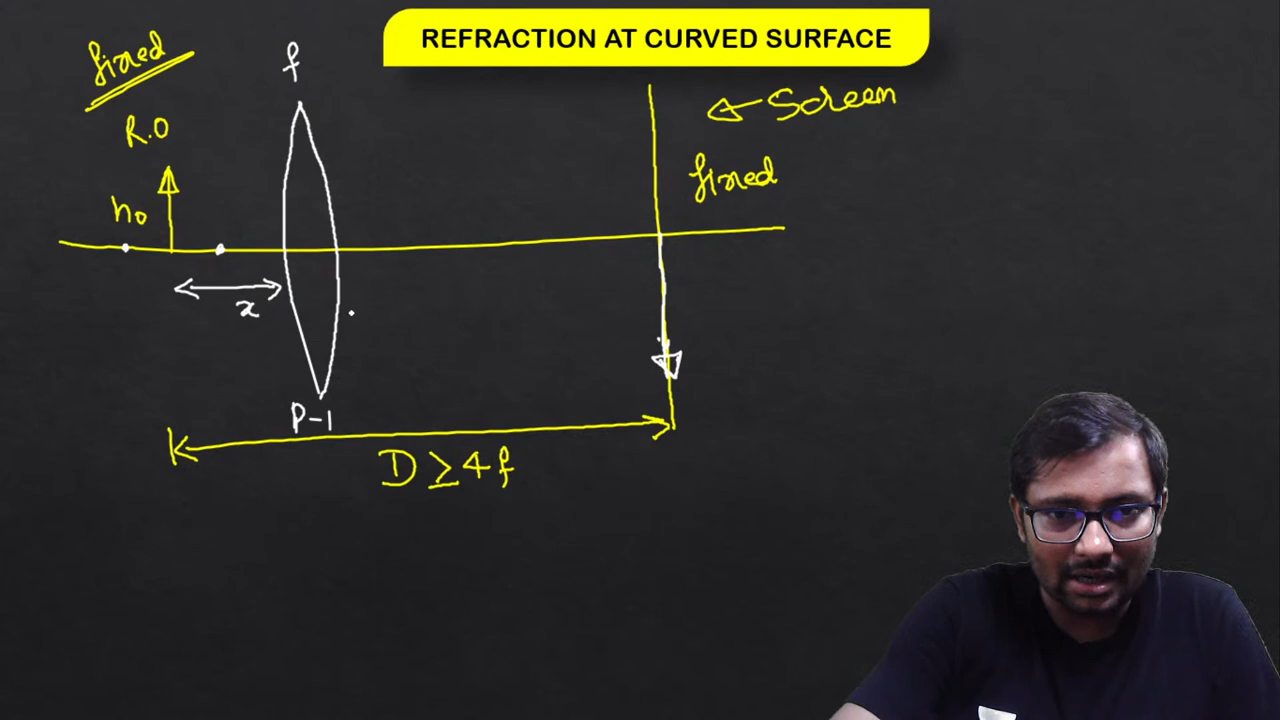 REFRACTION AT CURVED SURFACE
fixed
R.O
h₀
f
← Screen
fixed
x
P-1
D ≥ 4f